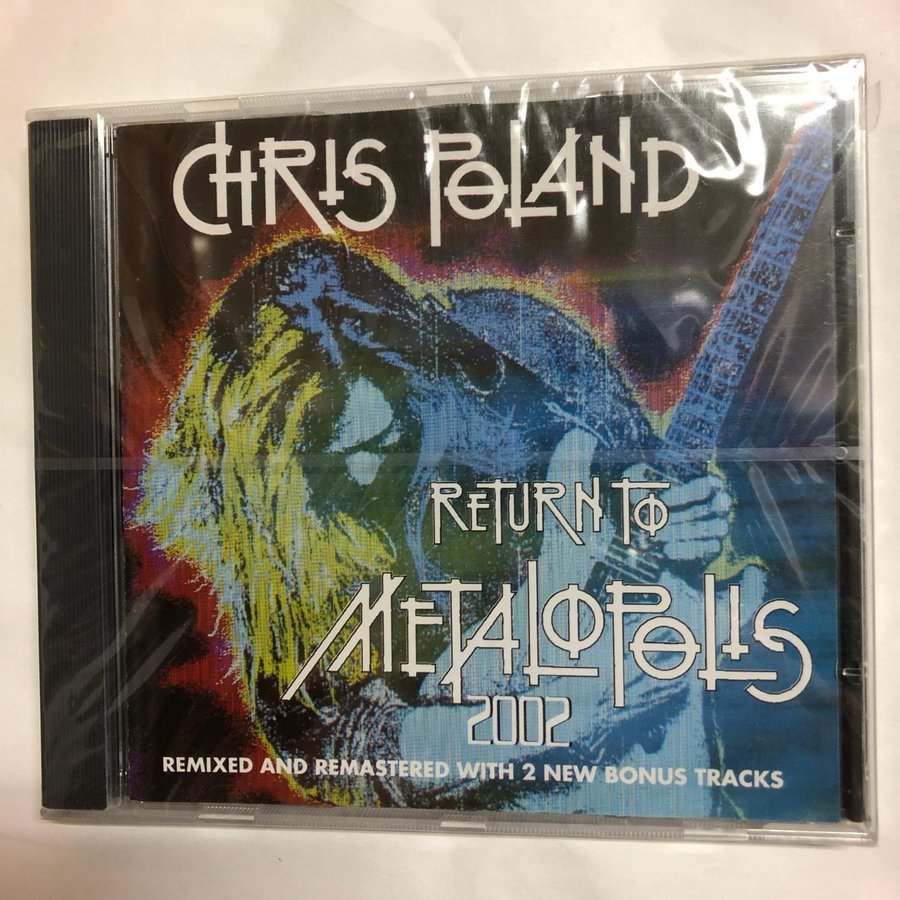 CHRIS POLAND
RETURN TO
METALOPOLIS
2002
REMIXED AND REMASTERED WITH 2 NEW BONUS TRACKS